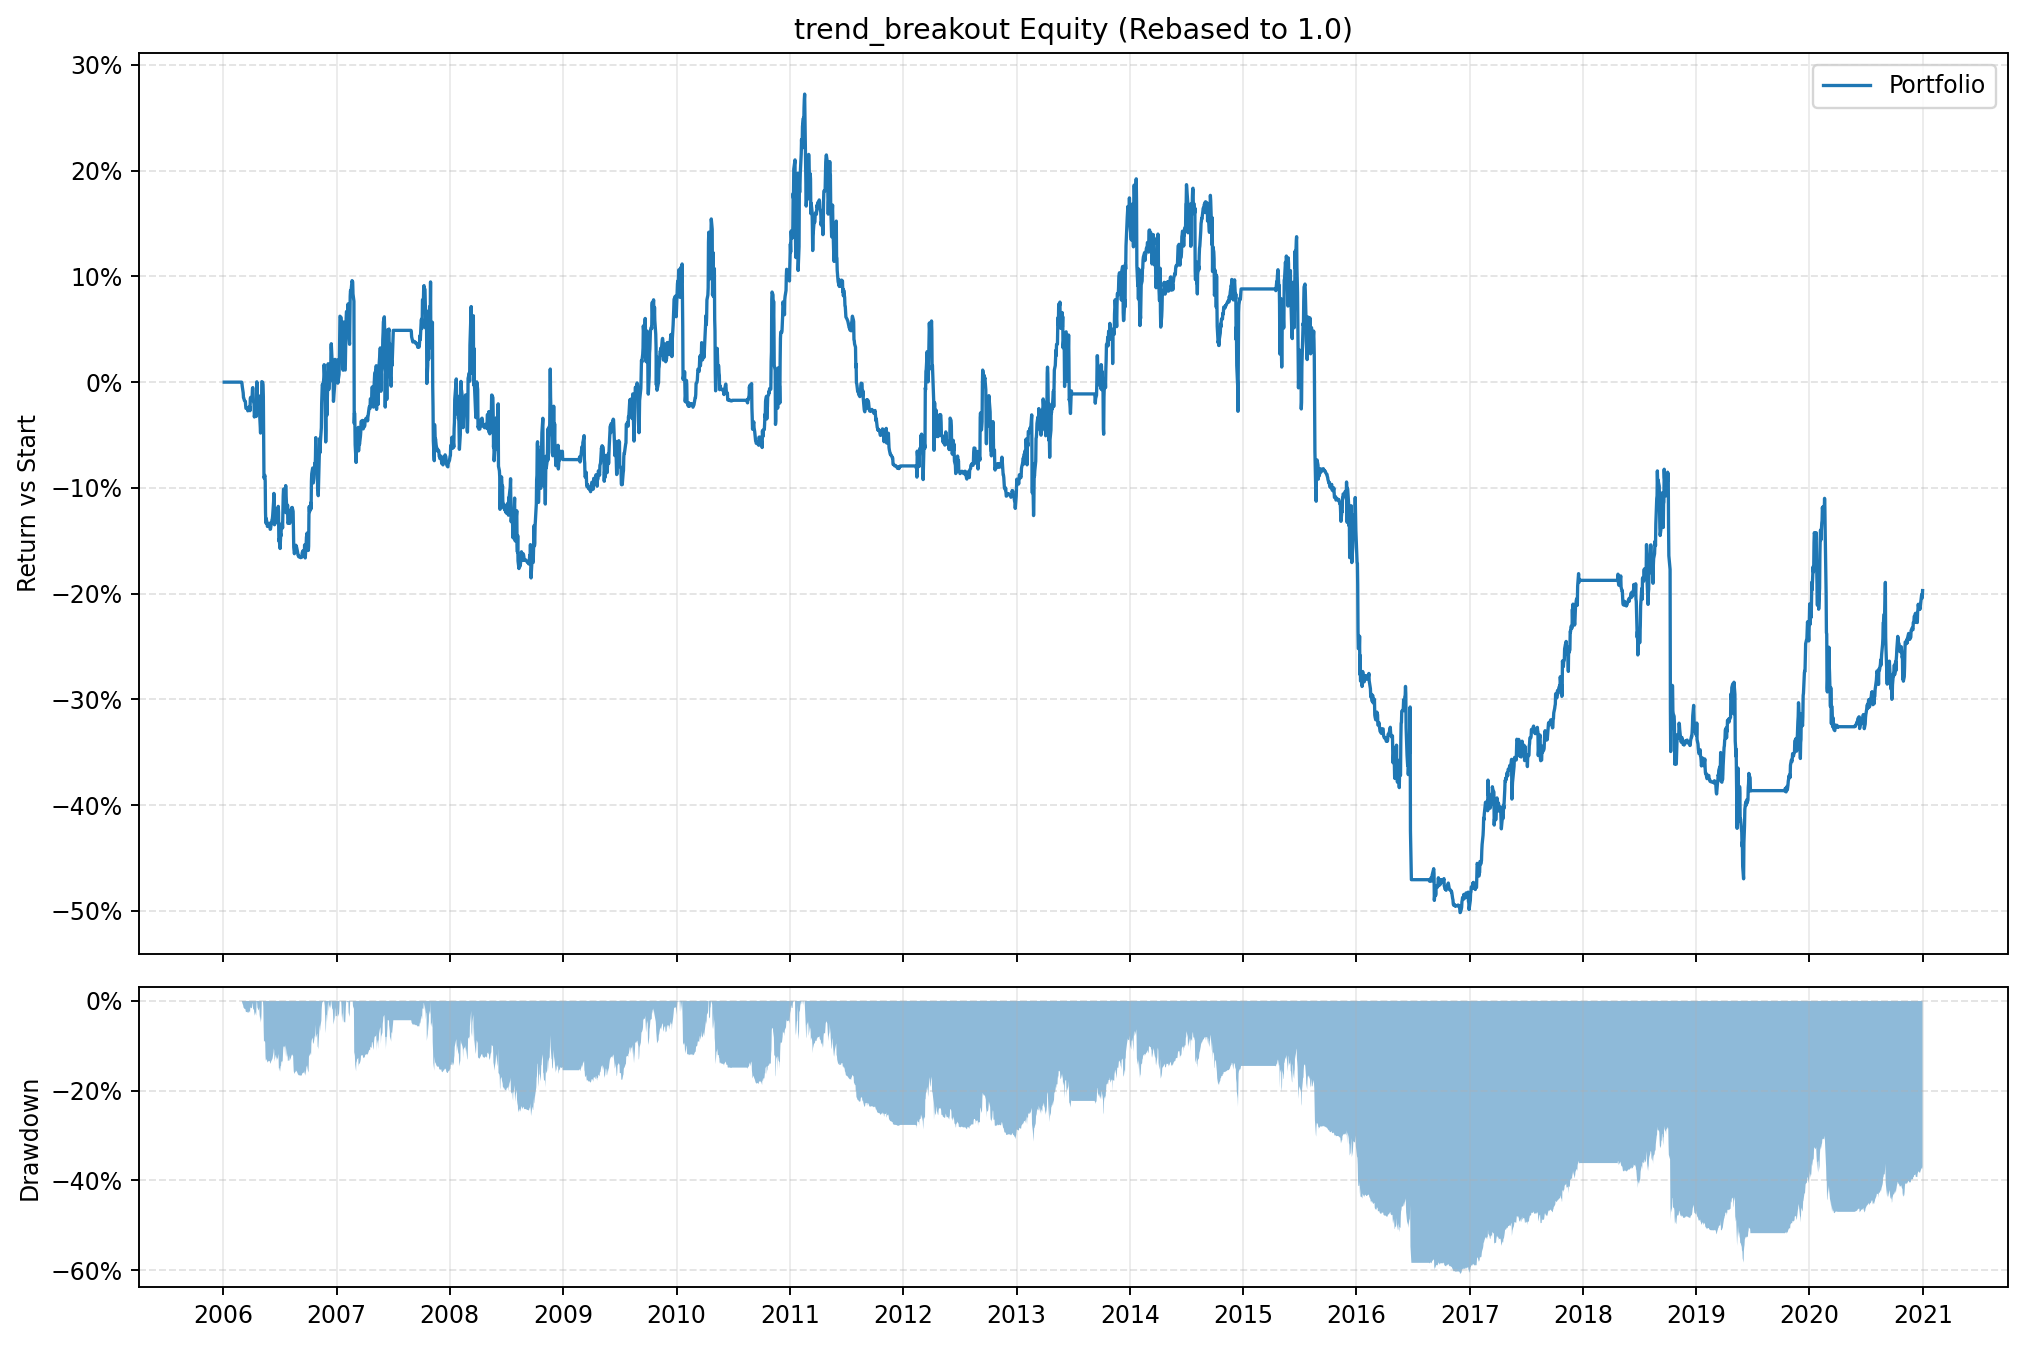 trend_breakout Equity (Rebased to 1.0)
Portfolio
Return vs Start
30%
20%
10%
0%
−10%
−20%
−30%
−40%
−50%
Drawdown
0%
−20%
−40%
−60%
2006 2007 2008 2009 2010 2011 2012 2013 2014 2015 2016 2017 2018 2019 2020 2021